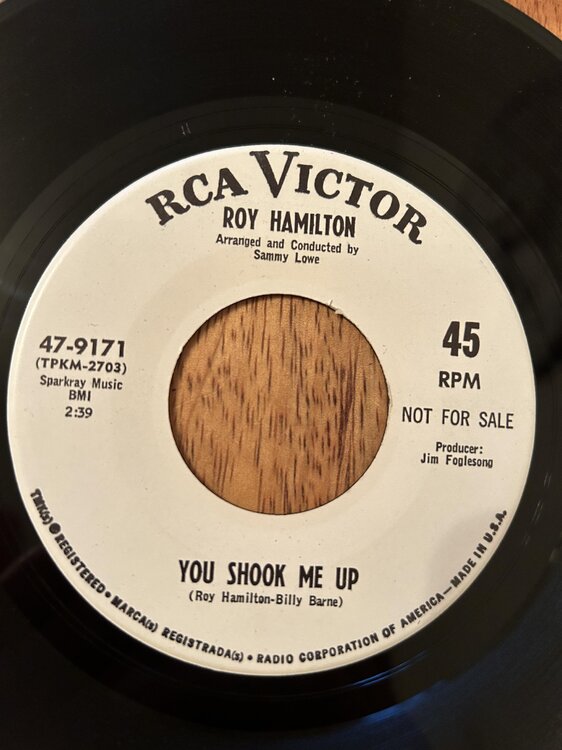 RCA VICTOR
ROY HAMILTON
Arranged and Conducted by
Sammy Lowe
47-9171
(TPKM-2703)
Sparkray Music
BMI
2:39
45
RPM
NOT FOR SALE
Producer:
Jim Foglesong
YOU SHOOK ME UP
(Roy Hamilton-Billy Barne)
TMK(s) ® REGISTERED • MARCA(s) REGISTRADA(s) • RADIO CORPORATION OF AMERICA—MADE IN U.S.A.